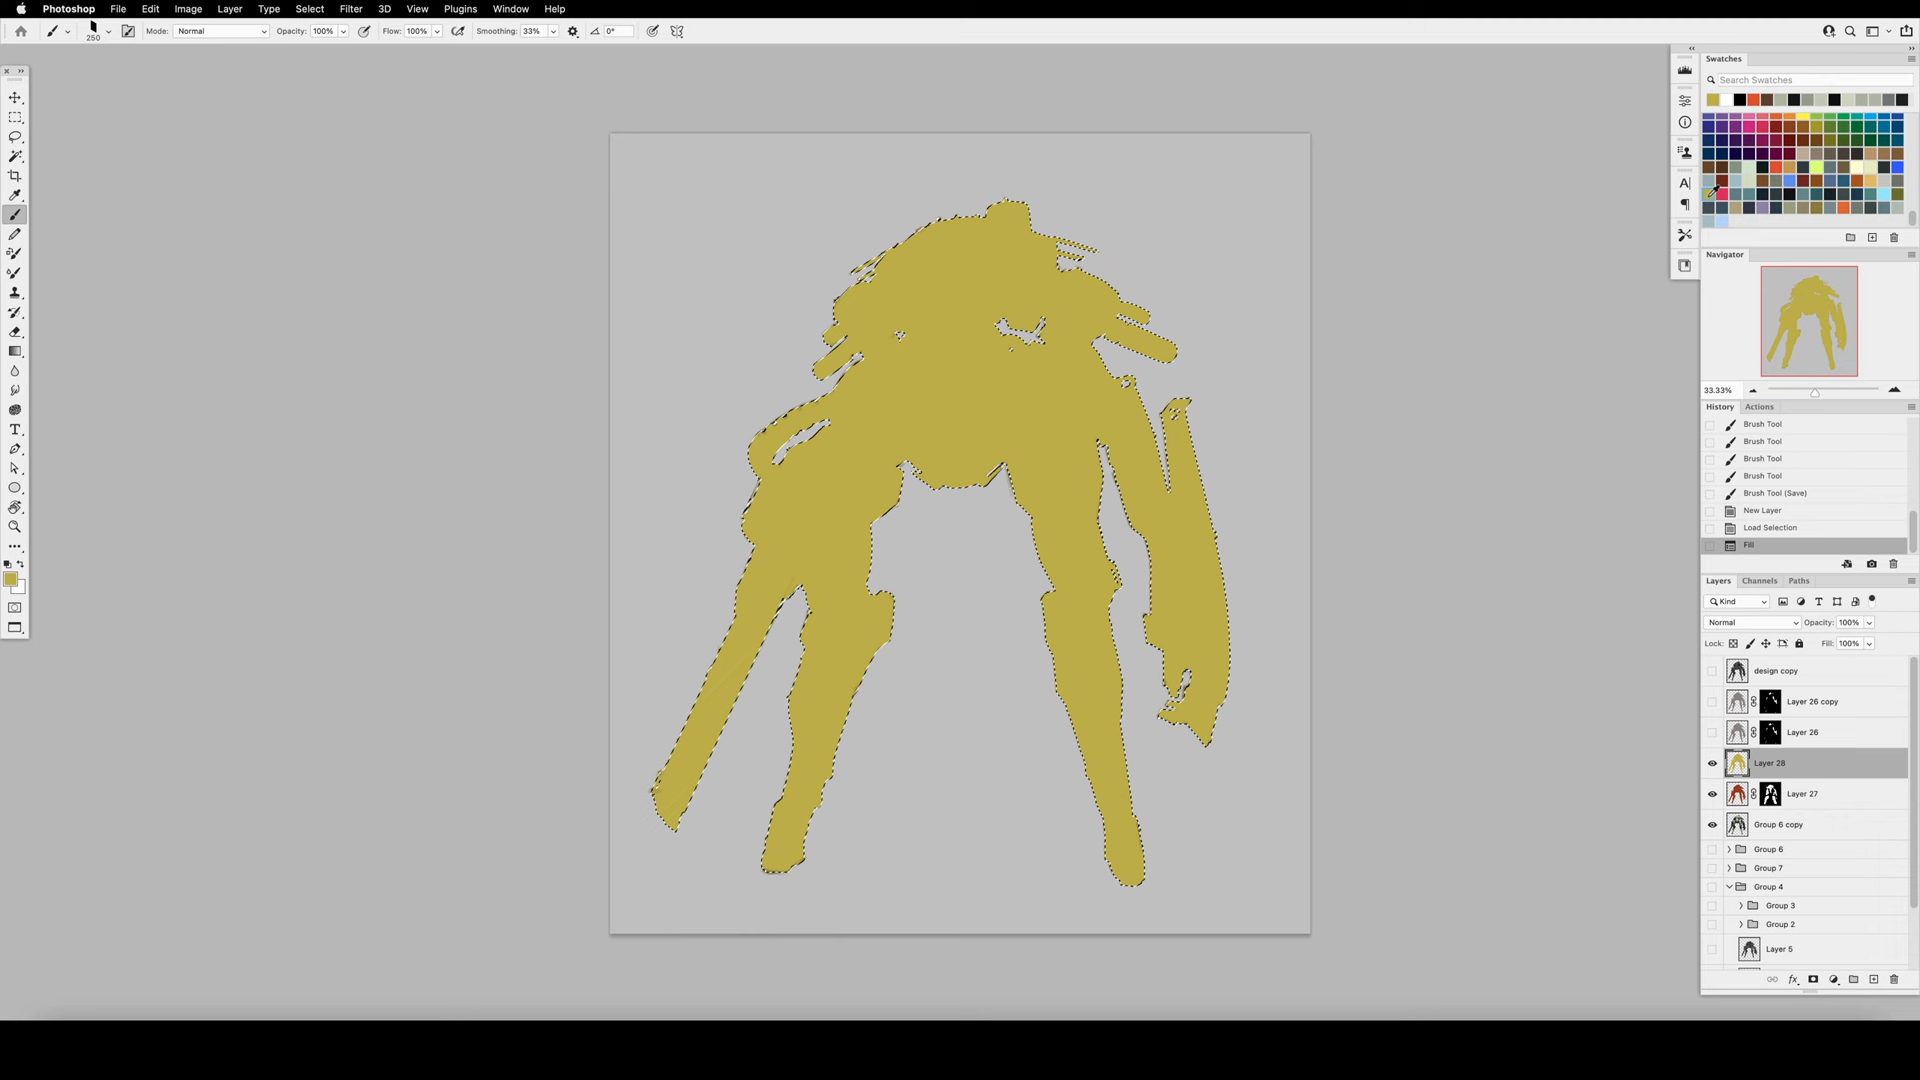 Photoshop File Edit Image Layer Type Select Filter 3D View Plugins Window Help
250 Mode: Normal Opacity: 100% Flow: 100% Smoothing: 33% 0°
Swatches
Search Swatches
Navigator
33.33%
History Actions
Brush Tool
Brush Tool
Brush Tool
Brush Tool
Brush Tool (Save)
New Layer
Load Selection
Fill
Layers Channels Paths
Kind
Normal Opacity: 100%
Lock: Fill: 100%
design copy
Layer 26 copy
Layer 26
Layer 28
Layer 27
Group 6 copy
Group 6
Group 7
Group 4
Group 3
Group 2
Layer 5